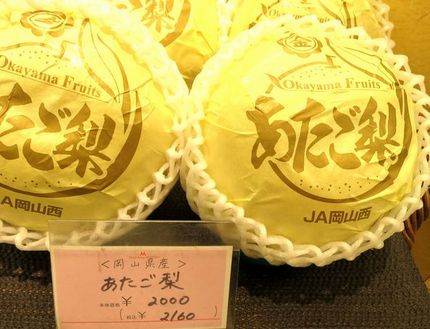 Okayama Fruits
あたご梨
JA岡山西
Okayama Fruits
あたご梨
JA岡山西
<岡山県産>
あたご梨
本体価格 ¥ 2000
(税込 ¥ 2160)